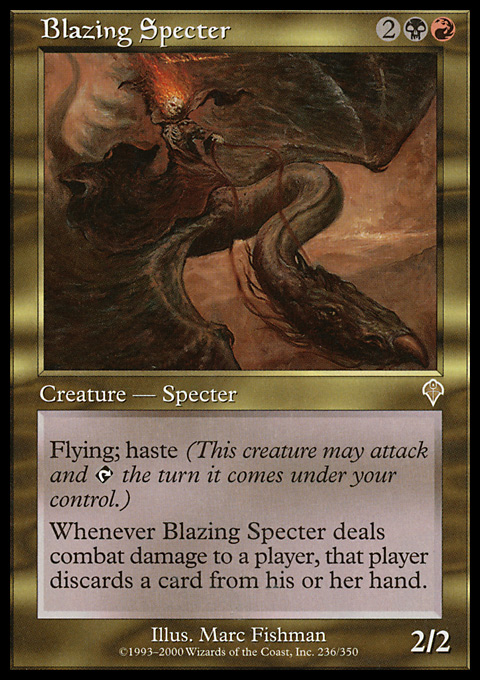 Blazing Specter 2
Creature — Specter
Flying; haste (This creature may attack
and the turn it comes under your
control.)
Whenever Blazing Specter deals
combat damage to a player, that player
discards a card from his or her hand.
Illus. Marc Fishman
©1993–2000 Wizards of the Coast, Inc. 236/350
2/2